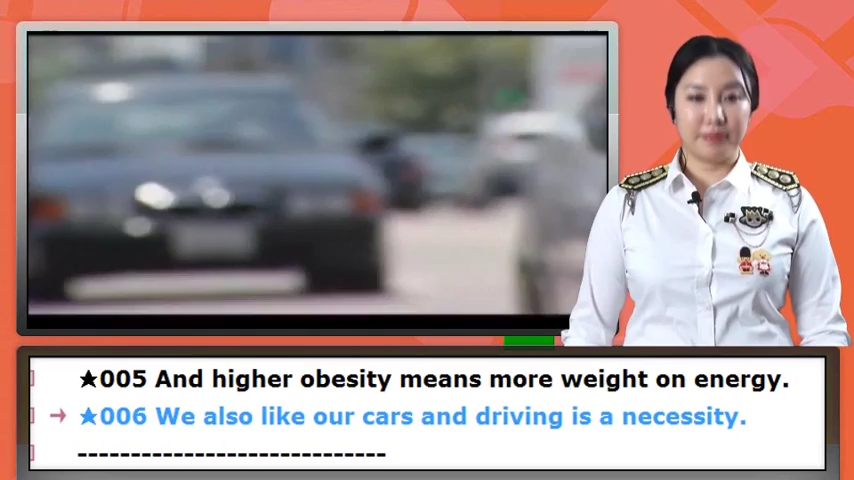 ★005 And higher obesity means more weight on energy.
→ ★006 We also like our cars and driving is a necessity.
-----------------------------